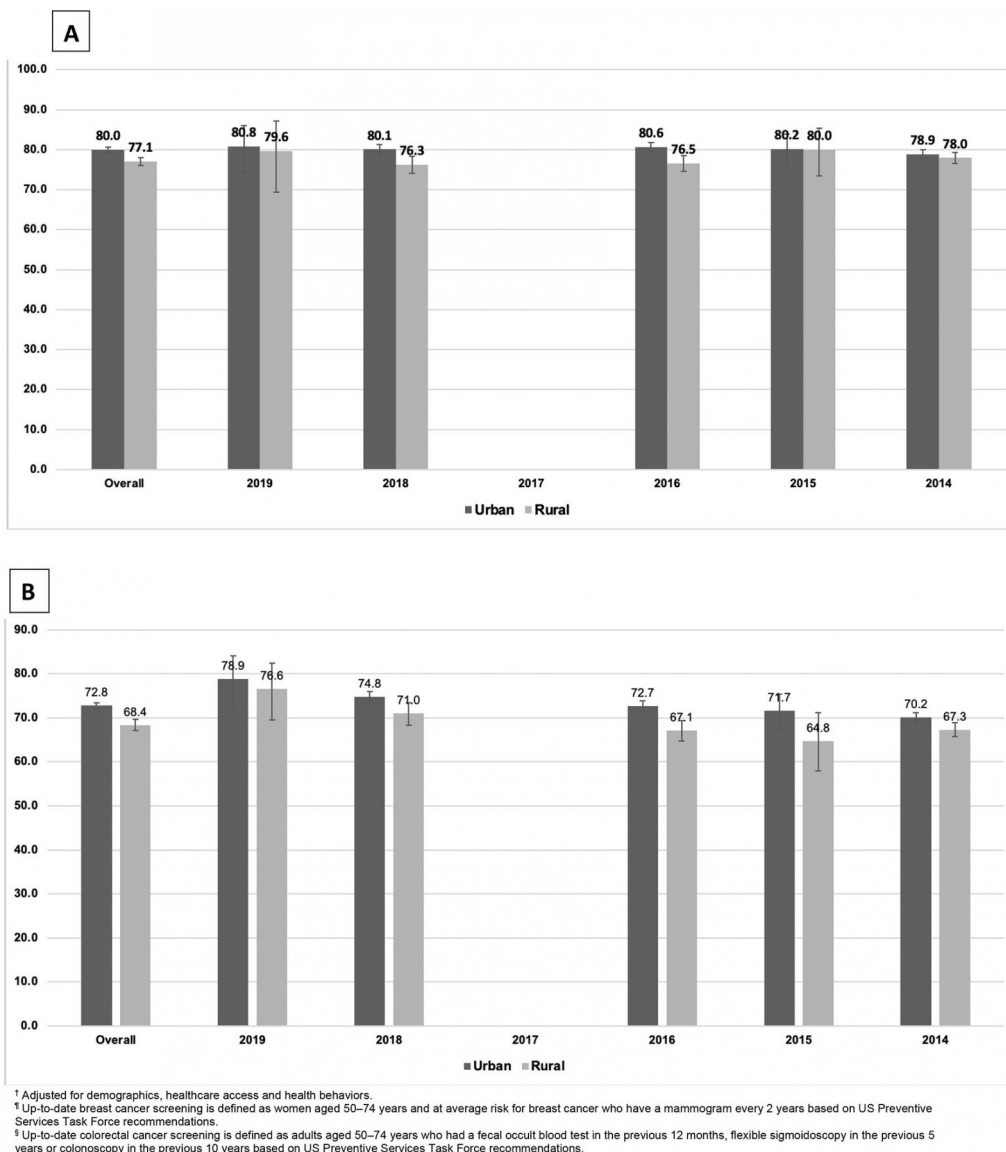 A
100.0
90.0
80.0
70.0
60.0
50.0
40.0
30.0
20.0
10.0
0.0
80.0 77.1 80.8 79.6 80.1 76.3 80.6 76.5 80.2 80.0 78.9 78.0
Overall 2019 2018 2017 2016 2015 2014
Urban Rural
B
90.0
80.0
70.0
60.0
50.0
40.0
30.0
20.0
10.0
0.0
72.8 68.4 78.9 76.6 74.8 71.0 72.7 67.1 71.7 64.8 70.2 67.3
Overall 2019 2018 2017 2016 2015 2014
Urban Rural
† Adjusted for demographics, healthcare access and health behaviors.
¶ Up-to-date breast cancer screening is defined as women aged 50–74 years and at average risk for breast cancer who have a mammogram every 2 years based on US Preventive
Services Task Force recommendations.
§ Up-to-date colorectal cancer screening is defined as adults aged 50–74 years who had a fecal occult blood test in the previous 12 months, flexible sigmoidoscopy in the previous 5
years or colonoscopy in the previous 10 years based on US Preventive Services Task Force recommendations.